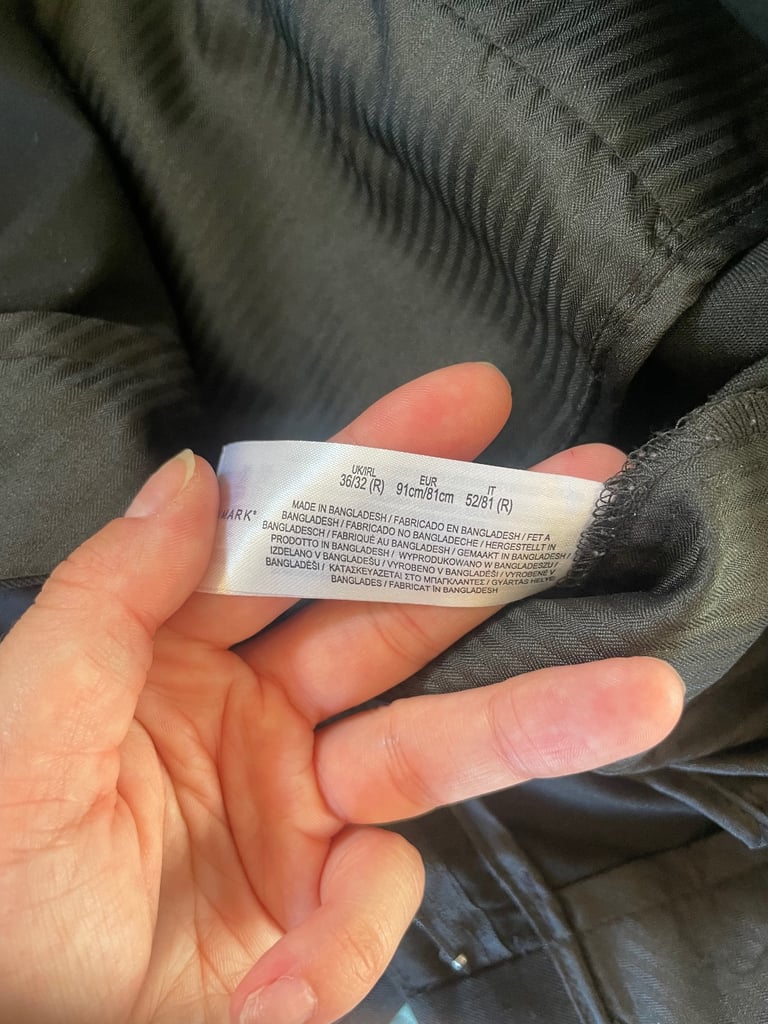 UK/IRL EUR IT
36/32 (R) 91cm/81cm 52/81 (R)
MARK®
MADE IN BANGLADESH / FABRICADO EN BANGLADESH / FET A
BANGLADESH / FABRICADO NO BANGLADECHE / HERGESTELLT IN
BANGLADESCH / FABRIQUÉ AU BANGLADESH / GEMAAKT IN BANGLADESH /
PRODOTTO IN BANGLADESH / WYPRODUKOWANO W BANGLADESZU /
IZDELANO V BANGLADEŠU / VYROBENO V BANGLADÉŠI / VYROBENÉ V
BANGLADÉŠI / ΚΑΤΑΣΚΕΥΑΖΕΤΑΙ ΣΤΟ ΜΠΑΓΚΛΑΝΤΕΣ / GYÁRTÁS HELYE:
BANGLADES / FABRICAT ÎN BANGLADESH